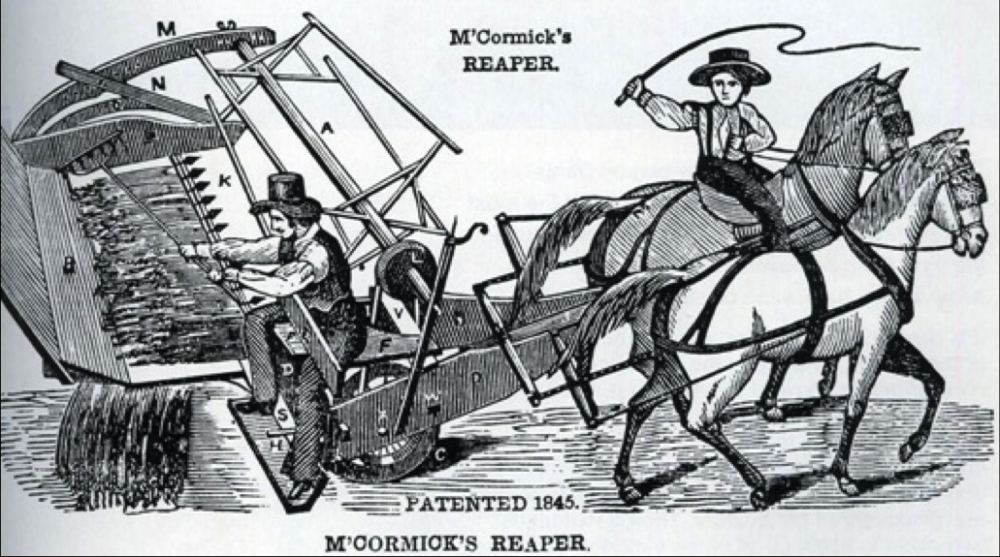 M'Cormick's
REAPER.
M
S
N
A
K
B
L
V
F
D
D
W
S
H
C
PATENTED 1845.
M'CORMICK'S REAPER.